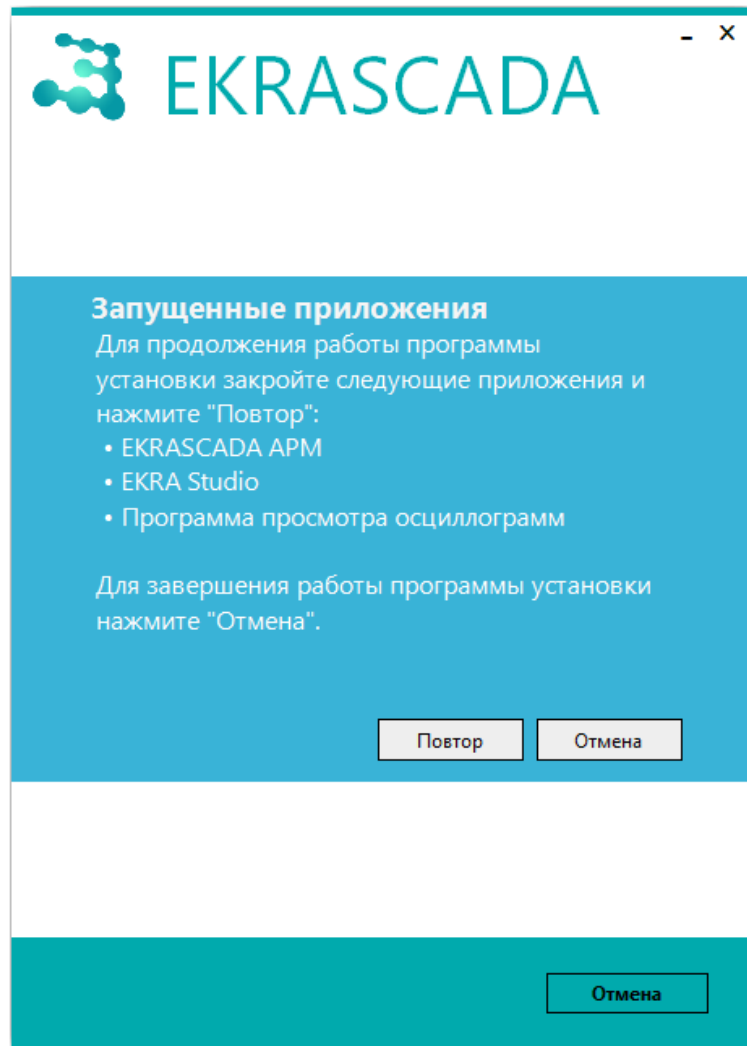 EKRASCADA
Запущенные приложения
Для продолжения работы программы
установки закройте следующие приложения и
нажмите "Повтор":
• EKRASCADA АРМ
• EKRA Studio
• Программа просмотра осциллограмм
Для завершения работы программы установки
нажмите "Отмена".
Повтор Отмена
Отмена